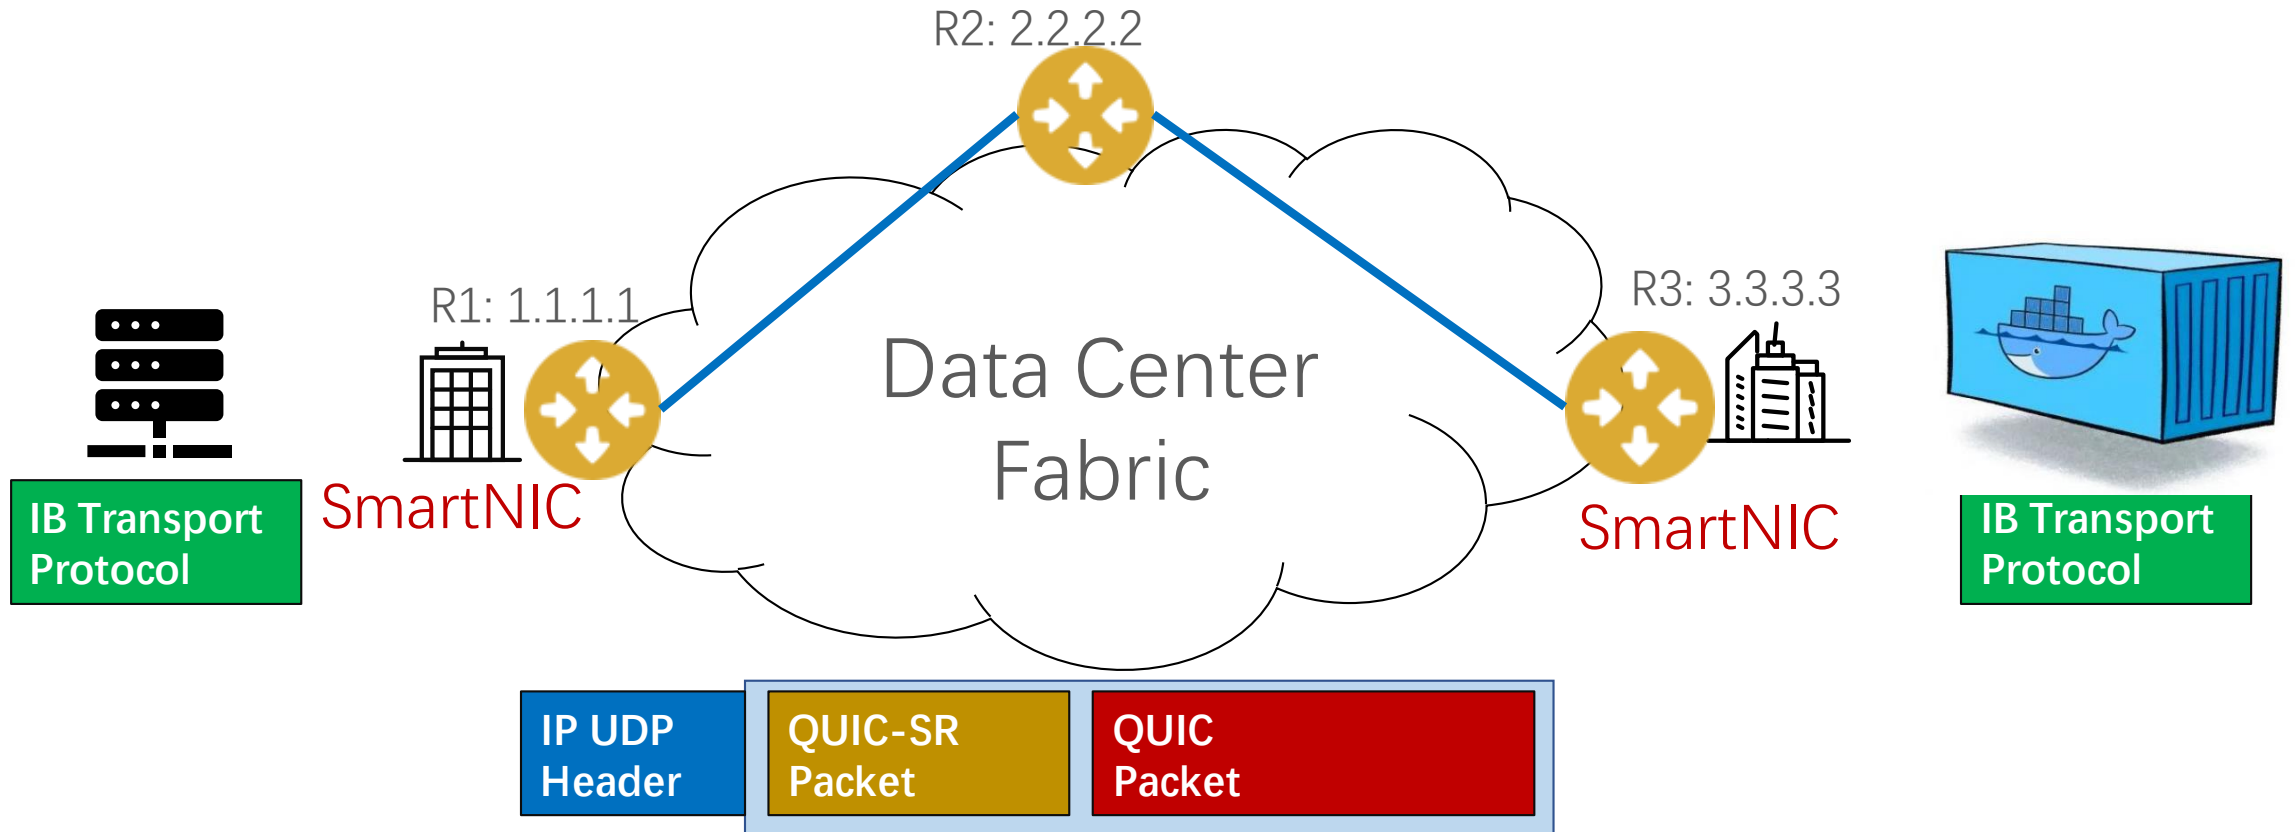 R2: 2.2.2.2
R1: 1.1.1.1
R3: 3.3.3.3
Data Center
Fabric
SmartNIC
SmartNIC
IB Transport
Protocol
IB Transport
Protocol
IP UDP
Header
QUIC-SR
Packet
QUIC
Packet